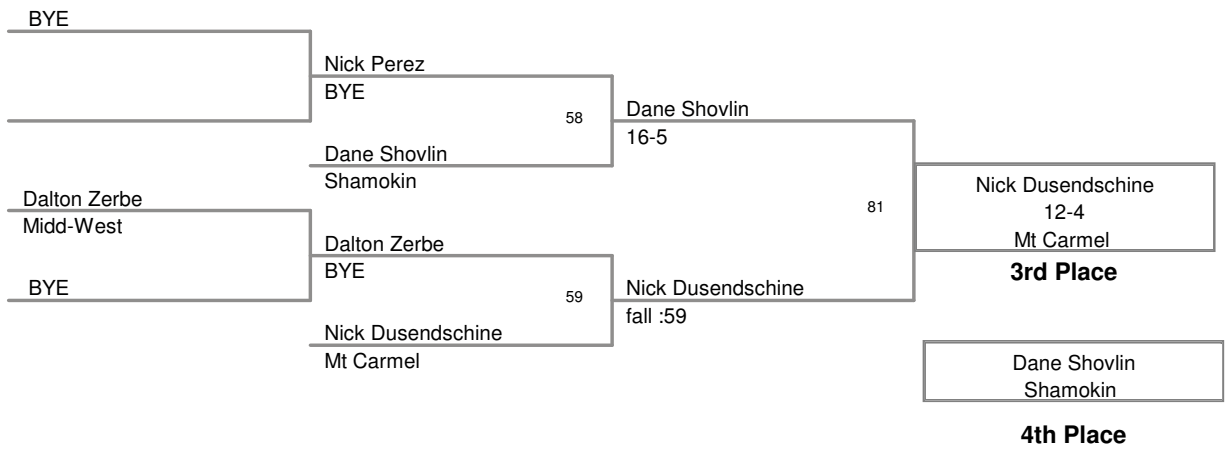 BYE
Nick Perez
BYE
58
Dane Shovlin
16-5
Dane Shovlin
Shamokin
Dalton Zerbe
Midd-West
81
Nick Dusendschine
12-4
Mt Carmel
3rd Place
Dalton Zerbe
BYE
BYE
59
Nick Dusendschine
fall :59
Nick Dusendschine
Mt Carmel
Dane Shovlin
Shamokin
4th Place